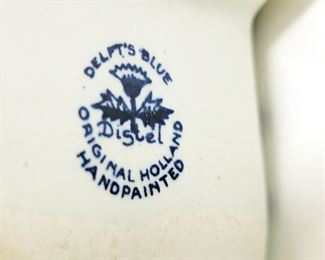 DELFT'S BLUE
Distel
ORIGINAL HOLLAND
HANDPAINTED